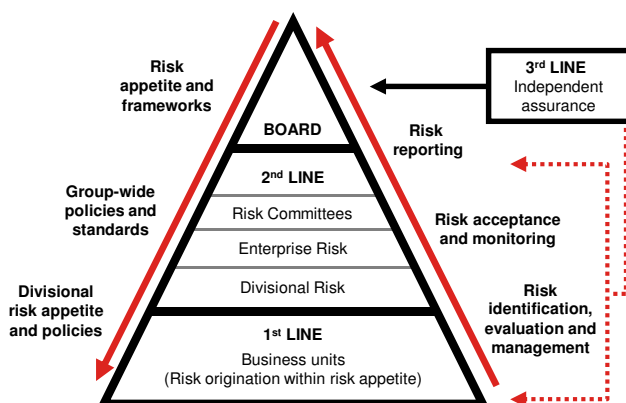 Risk
appetite and
frameworks
Group-wide
policies and
standards
Divisional
risk appetite
and policies
BOARD
2nd LINE
Risk Committees
Enterprise Risk
Divisional Risk
1st LINE
Business units
(Risk origination within risk appetite)
Risk
reporting
Risk acceptance
and monitoring
Risk
identification,
evaluation and
management
3rd LINE
Independent
assurance